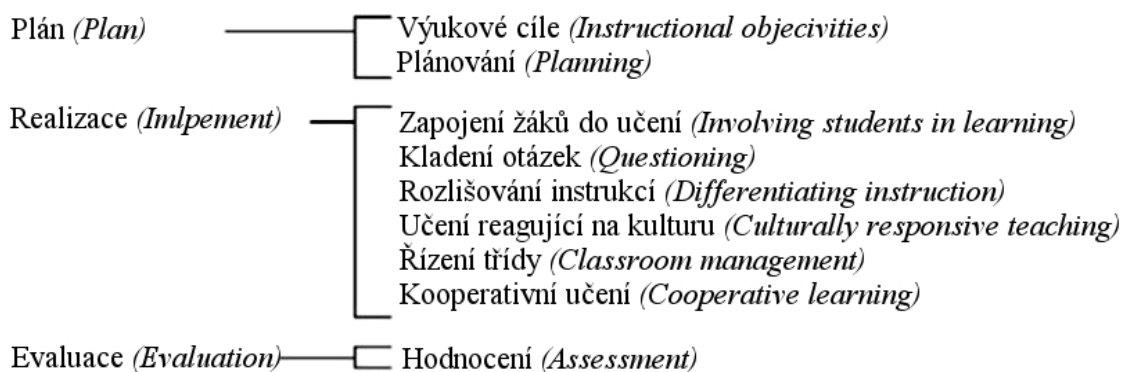 Plán (Plan)
Výukové cíle (Instructional objecivities)
Plánování (Planning)
Realizace (Imlpement)
Zapojení žáků do učení (Involving students in learning)
Kladení otázek (Questioning)
Rozlišování instrukcí (Differentiating instruction)
Učení reagující na kulturu (Culturally responsive teaching)
Řízení třídy (Classroom management)
Kooperativní učení (Cooperative learning)
Evaluace (Evaluation)
Hodnocení (Assessment)